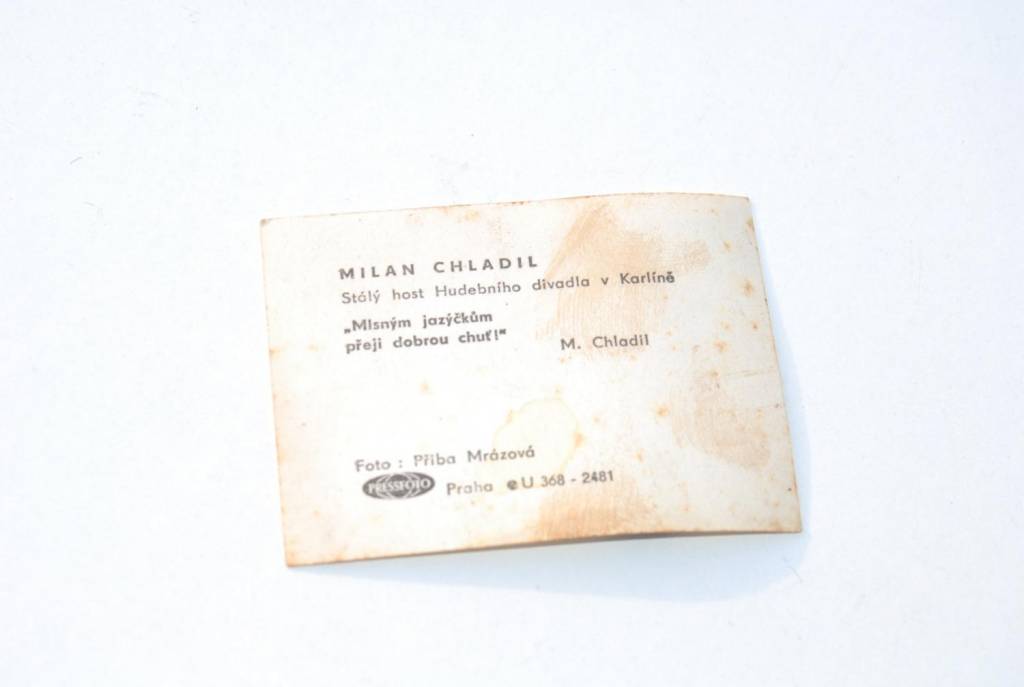 MILAN CHLADIL
Stálý host Hudebního divadla v Karlíně
„Mlsným jazýčkům
přeji dobrou chuť!"
M. Chladil
Foto : Přiba Mrázová
PRESSFOTO Praha eU 368 - 2481